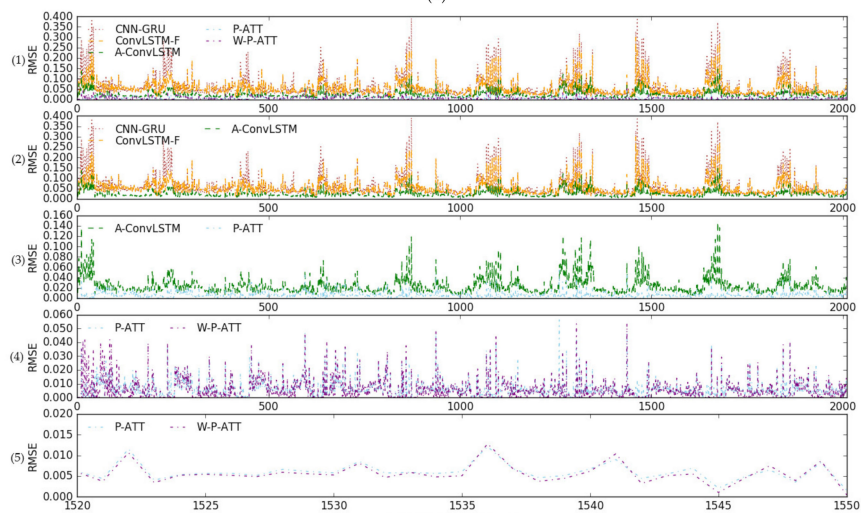 CNN-GRU
ConvLSTM-F
A-ConvLSTM
P-ATT
W-P-ATT
(1)
RMSE
0.400
0.350
0.300
0.250
0.200
0.150
0.100
0.050
0.000
0 500 1000 1500 2000
CNN-GRU
ConvLSTM-F
A-ConvLSTM
(2)
RMSE
0.400
0.350
0.300
0.250
0.200
0.150
0.100
0.050
0.000
0 500 1000 1500 2000
A-ConvLSTM P-ATT
(3)
RMSE
0.160
0.140
0.120
0.100
0.080
0.060
0.040
0.020
0.000
0 500 1000 1500 2000
P-ATT W-P-ATT
(4)
RMSE
0.060
0.050
0.040
0.030
0.020
0.010
0.000
0 500 1000 1500 2000
P-ATT W-P-ATT
(5)
RMSE
0.020
0.015
0.010
0.005
0.000
1520 1525 1530 1535 1540 1545 1550